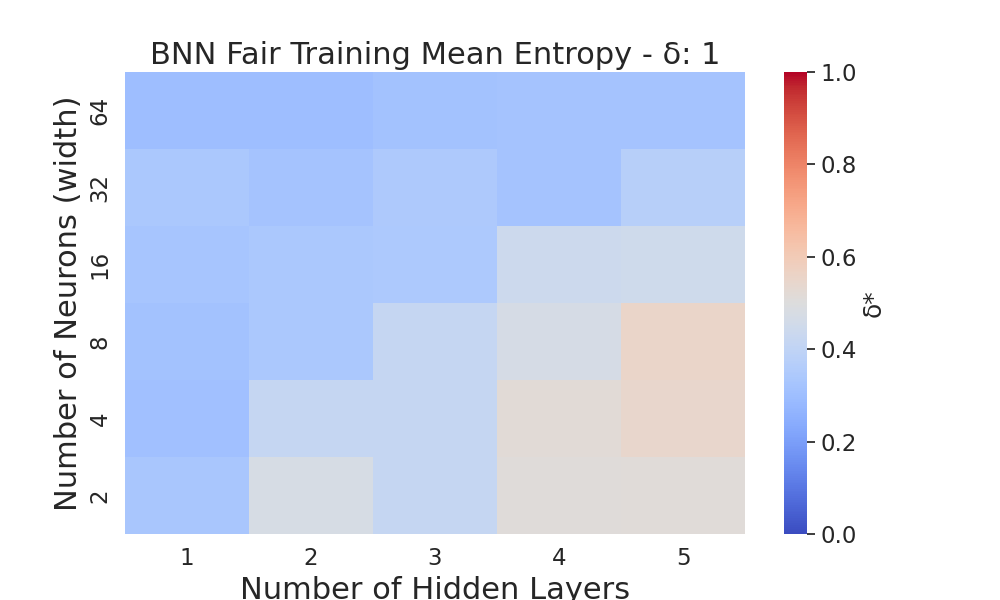 BNN Fair Training Mean Entropy - δ: 1
Number of Neurons (width)
64
32
16
8
4
2
1 2 3 4 5
Number of Hidden Layers
1.0
0.8
0.6
0.4
0.2
0.0
δ*